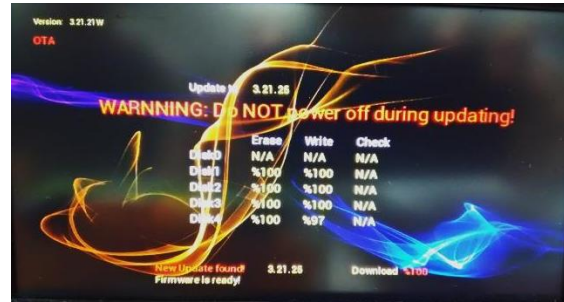 Version: 3.21.21W
OTA
Update to 3.21.26
WARNNING: Do NOT power off during updating!
Erase Write Check
Disk0 N/A N/A N/A
Disk1 %100 %100 N/A
Disk2 %100 %100 N/A
Disk3 %100 %100 N/A
Disk4 %100 %97 N/A
New Update found! 3.21.26 Download %100
Firmware is ready!